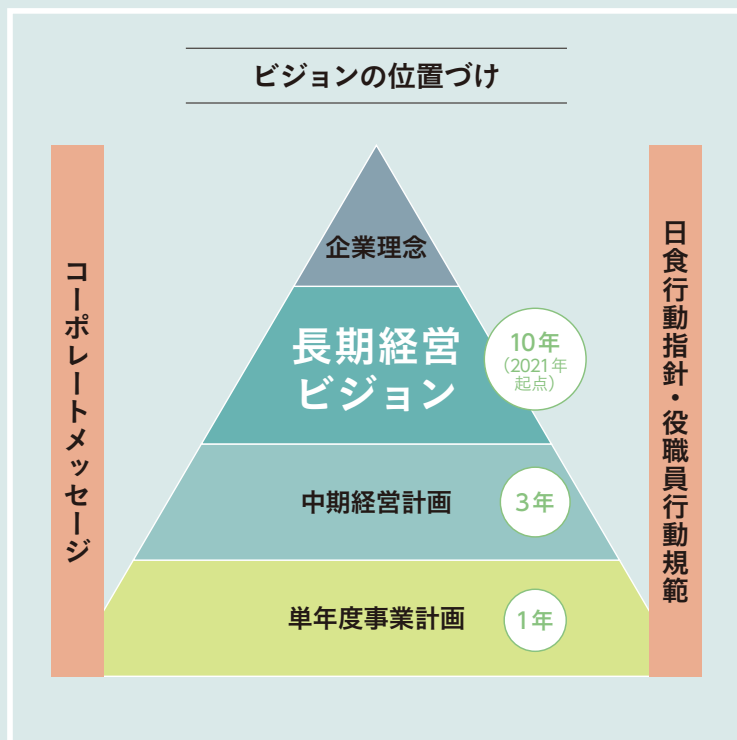 ビジョンの位置づけ
コーポレートメッセージ
企業理念
長期経営
ビジョン
10年
（2021年
起点）
中期経営計画
3年
単年度事業計画
1年
日食行動指針・役職員行動規範